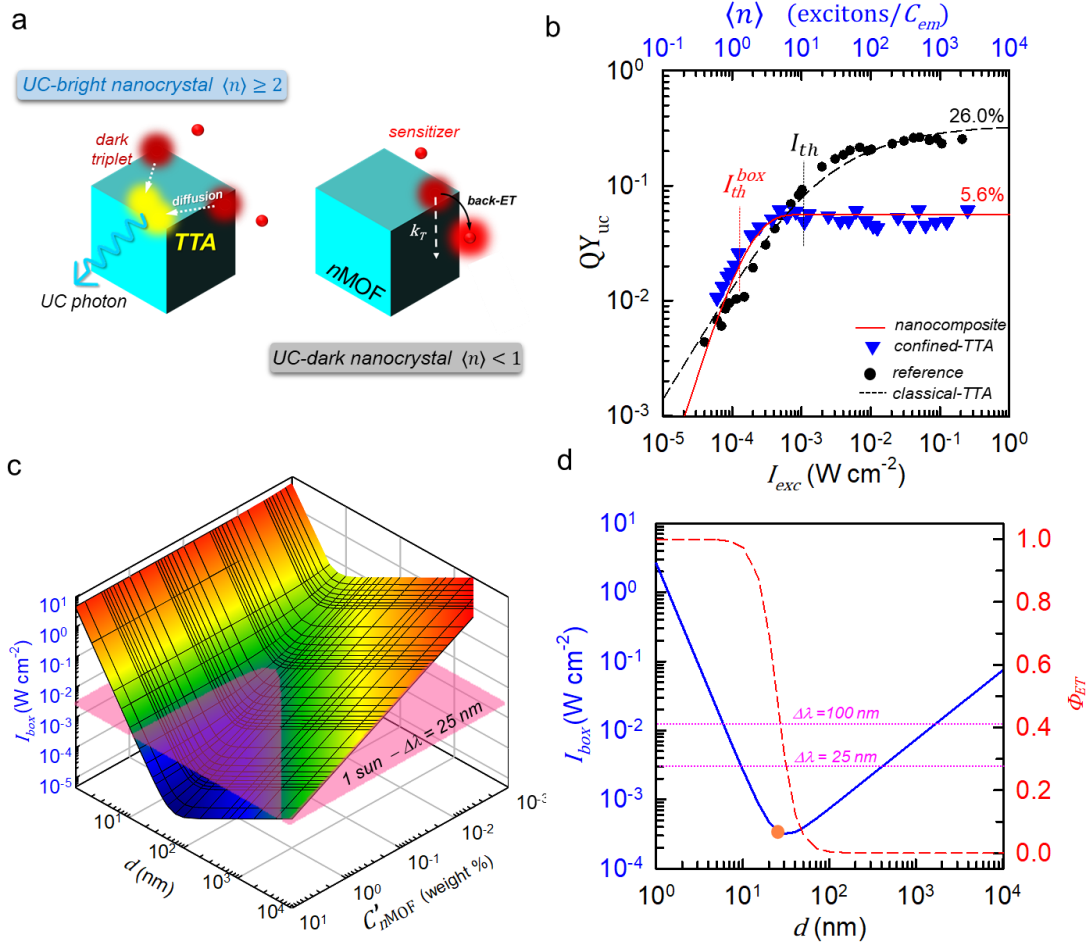 a
UC-bright nanocrystal ⟨n⟩ ≥ 2
dark
triplet
diffusion
TTA
UC photon
sensitizer
back-ET
k_T
nMOF
UC-dark nanocrystal ⟨n⟩ < 1
b
⟨n⟩ (excitons/C_em)
10^-1 10^0 10^1 10^2 10^3 10^4
QY_uc
10^0
10^-1
10^-2
10^-3
26.0%
5.6%
I_th
I_th^box
nanocomposite
confined-TTA
reference
classical-TTA
10^-5 10^-4 10^-3 10^-2 10^-1 10^0
I_exc (W cm^-2)
c
I_box (W cm^-2)
10^1
10^0
10^-1
10^-2
10^-3
10^-4
10^-5
1 sun – Δλ = 25 nm
10^1
10^2
10^3
10^4
d (nm)
10^1
10^0
10^-1
10^-2
10^-3
C'_nMOF (weight %)
d
I_box (W cm^-2)
10^1
10^0
10^-1
10^-2
10^-3
10^-4
Δλ =100 nm
Δλ = 25 nm
1.0
0.8
0.6
0.4
0.2
0.0
Φ_ET
10^0 10^1 10^2 10^3 10^4
d (nm)